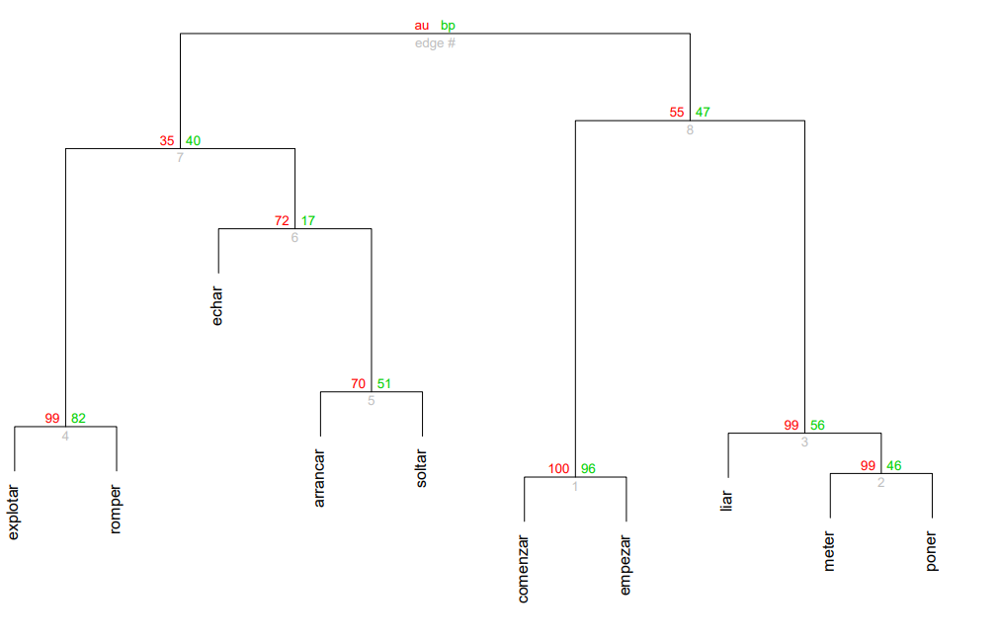 au bp
edge #
55 47
8
35 40
7
72 17
6
echar
70 51
5
99 82
4
99 56
3
arrancar
soltar
99 46
2
100 96
1
explotar
romper
liar
comenzar
empezar
meter
poner